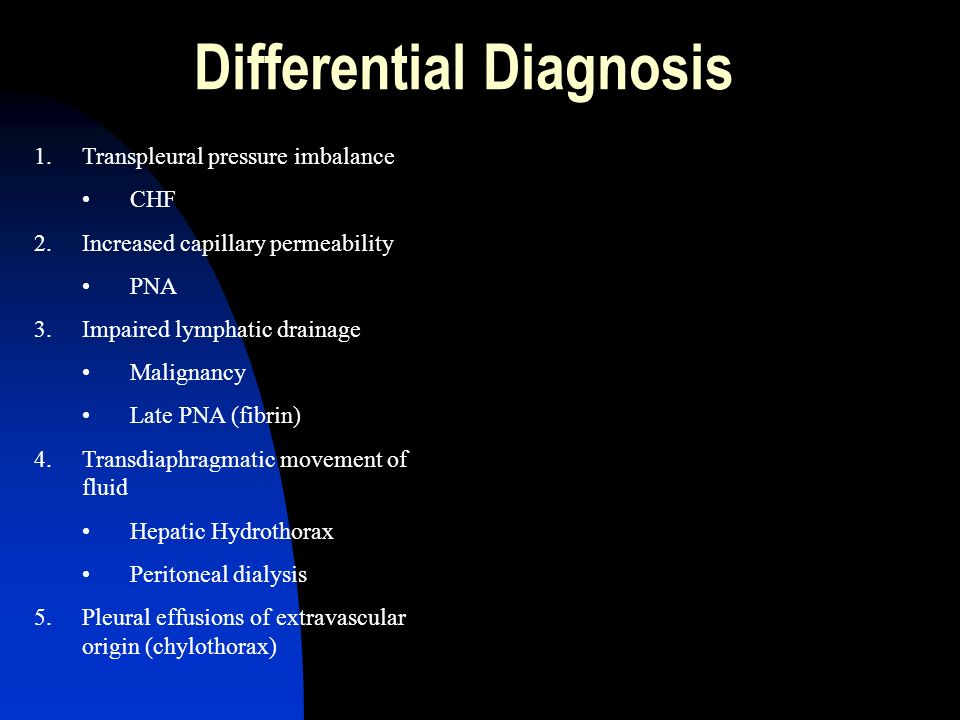 Differential Diagnosis
1. Transpleural pressure imbalance
• CHF
2. Increased capillary permeability
• PNA
3. Impaired lymphatic drainage
• Malignancy
• Late PNA (fibrin)
4. Transdiaphragmatic movement of
fluid
• Hepatic Hydrothorax
• Peritoneal dialysis
5. Pleural effusions of extravascular
origin (chylothorax)